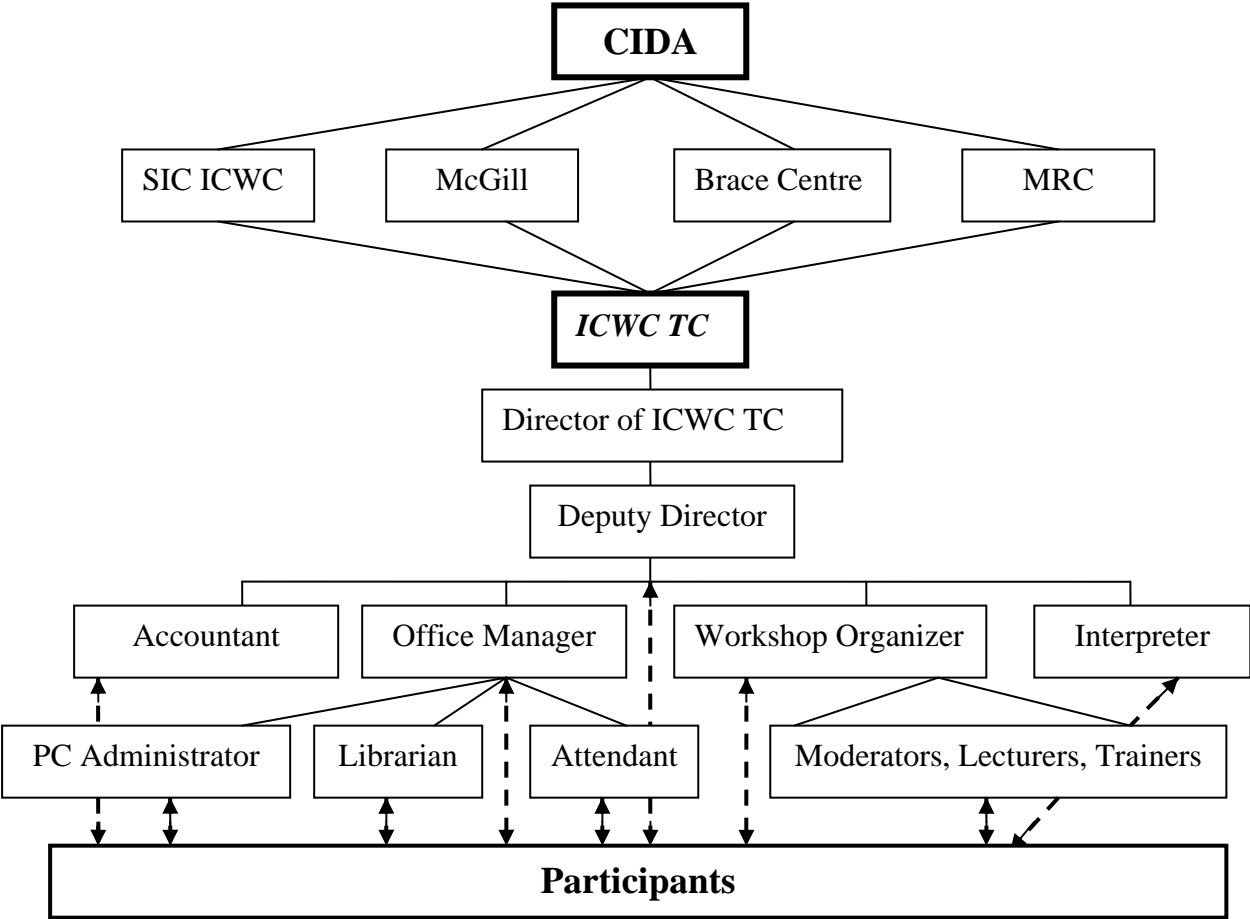 CIDA
SIC ICWC
McGill
Brace Centre
MRC
ICWC TC
Director of ICWC TC
Deputy Director
Accountant
Office Manager
Workshop Organizer
Interpreter
PC Administrator
Librarian
Attendant
Moderators, Lecturers, Trainers
Participants